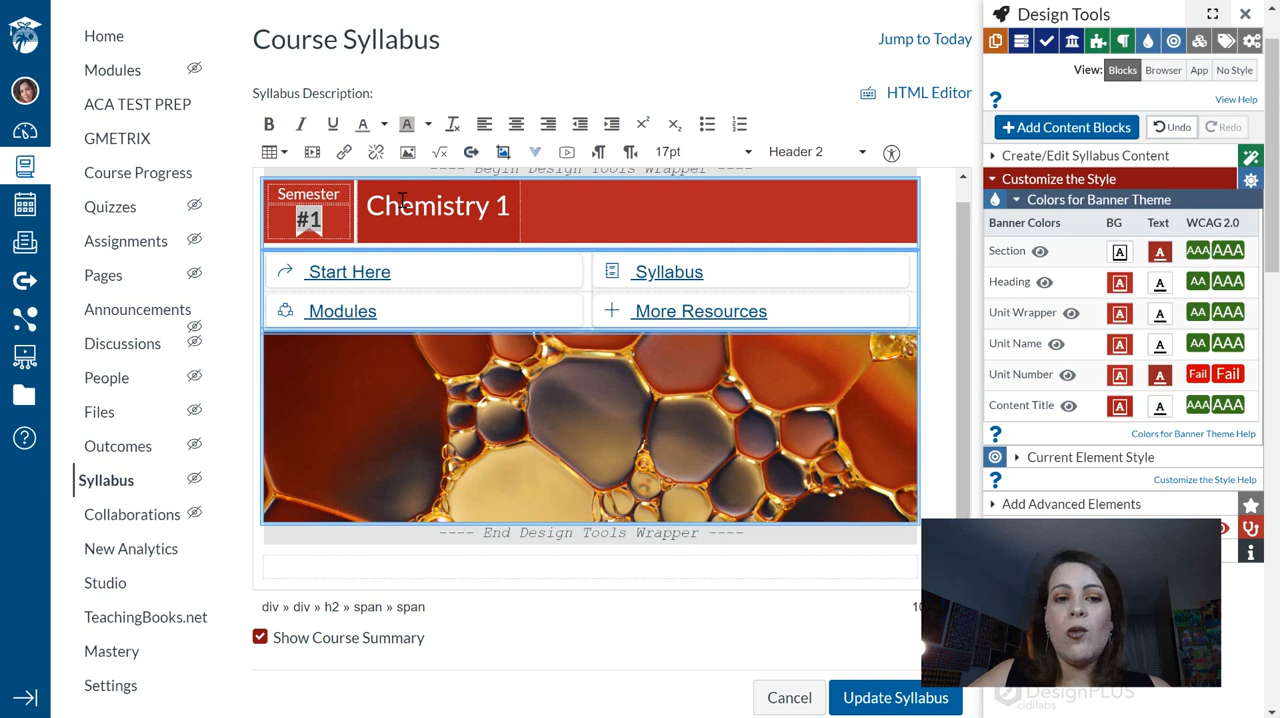 Home
Modules
ACA TEST PREP
GMETRIX
Course Progress
Quizzes
Assignments
Pages
Announcements
Discussions
People
Files
Outcomes
Syllabus
Collaborations
New Analytics
Studio
TeachingBooks.net
Mastery
Settings
Course Syllabus
Jump to Today
Syllabus Description:
HTML Editor
17pt
Header 2
---- Begin Design Tools Wrapper ----
Semester
#1
Chemistry 1
Start Here
Syllabus
Modules
More Resources
---- End Design Tools Wrapper ----
div » div » h2 » span » span
Show Course Summary
Cancel
Update Syllabus
Design Tools
View: Blocks Browser App No Style
View Help
+Add Content Blocks
Undo
Redo
Create/Edit Syllabus Content
Customize the Style
Colors for Banner Theme
Banner Colors BG Text WCAG 2.0
Section A A AAA AAA
Heading A A AA AAA
Unit Wrapper A A AA AAA
Unit Name A A AA AAA
Unit Number A A Fail Fail
Content Title A A AAA AAA
Colors for Banner Theme Help
Current Element Style
Customize the Style Help
Add Advanced Elements
DesignPLUS
cidilabs